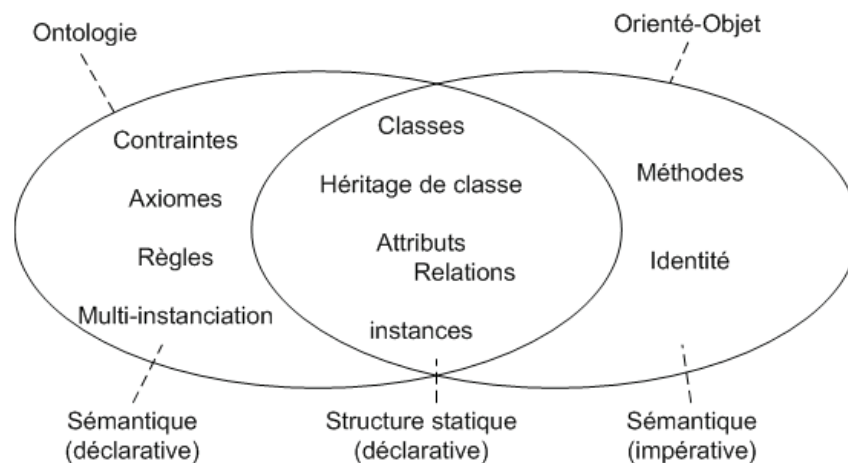 Ontologie
Orienté-Objet
Contraintes
Axiomes
Règles
Multi-instanciation
Classes
Héritage de classe
Attributs
Relations
instances
Méthodes
Identité
Sémantique
(déclarative)
Structure statique
(déclarative)
Sémantique
(impérative)